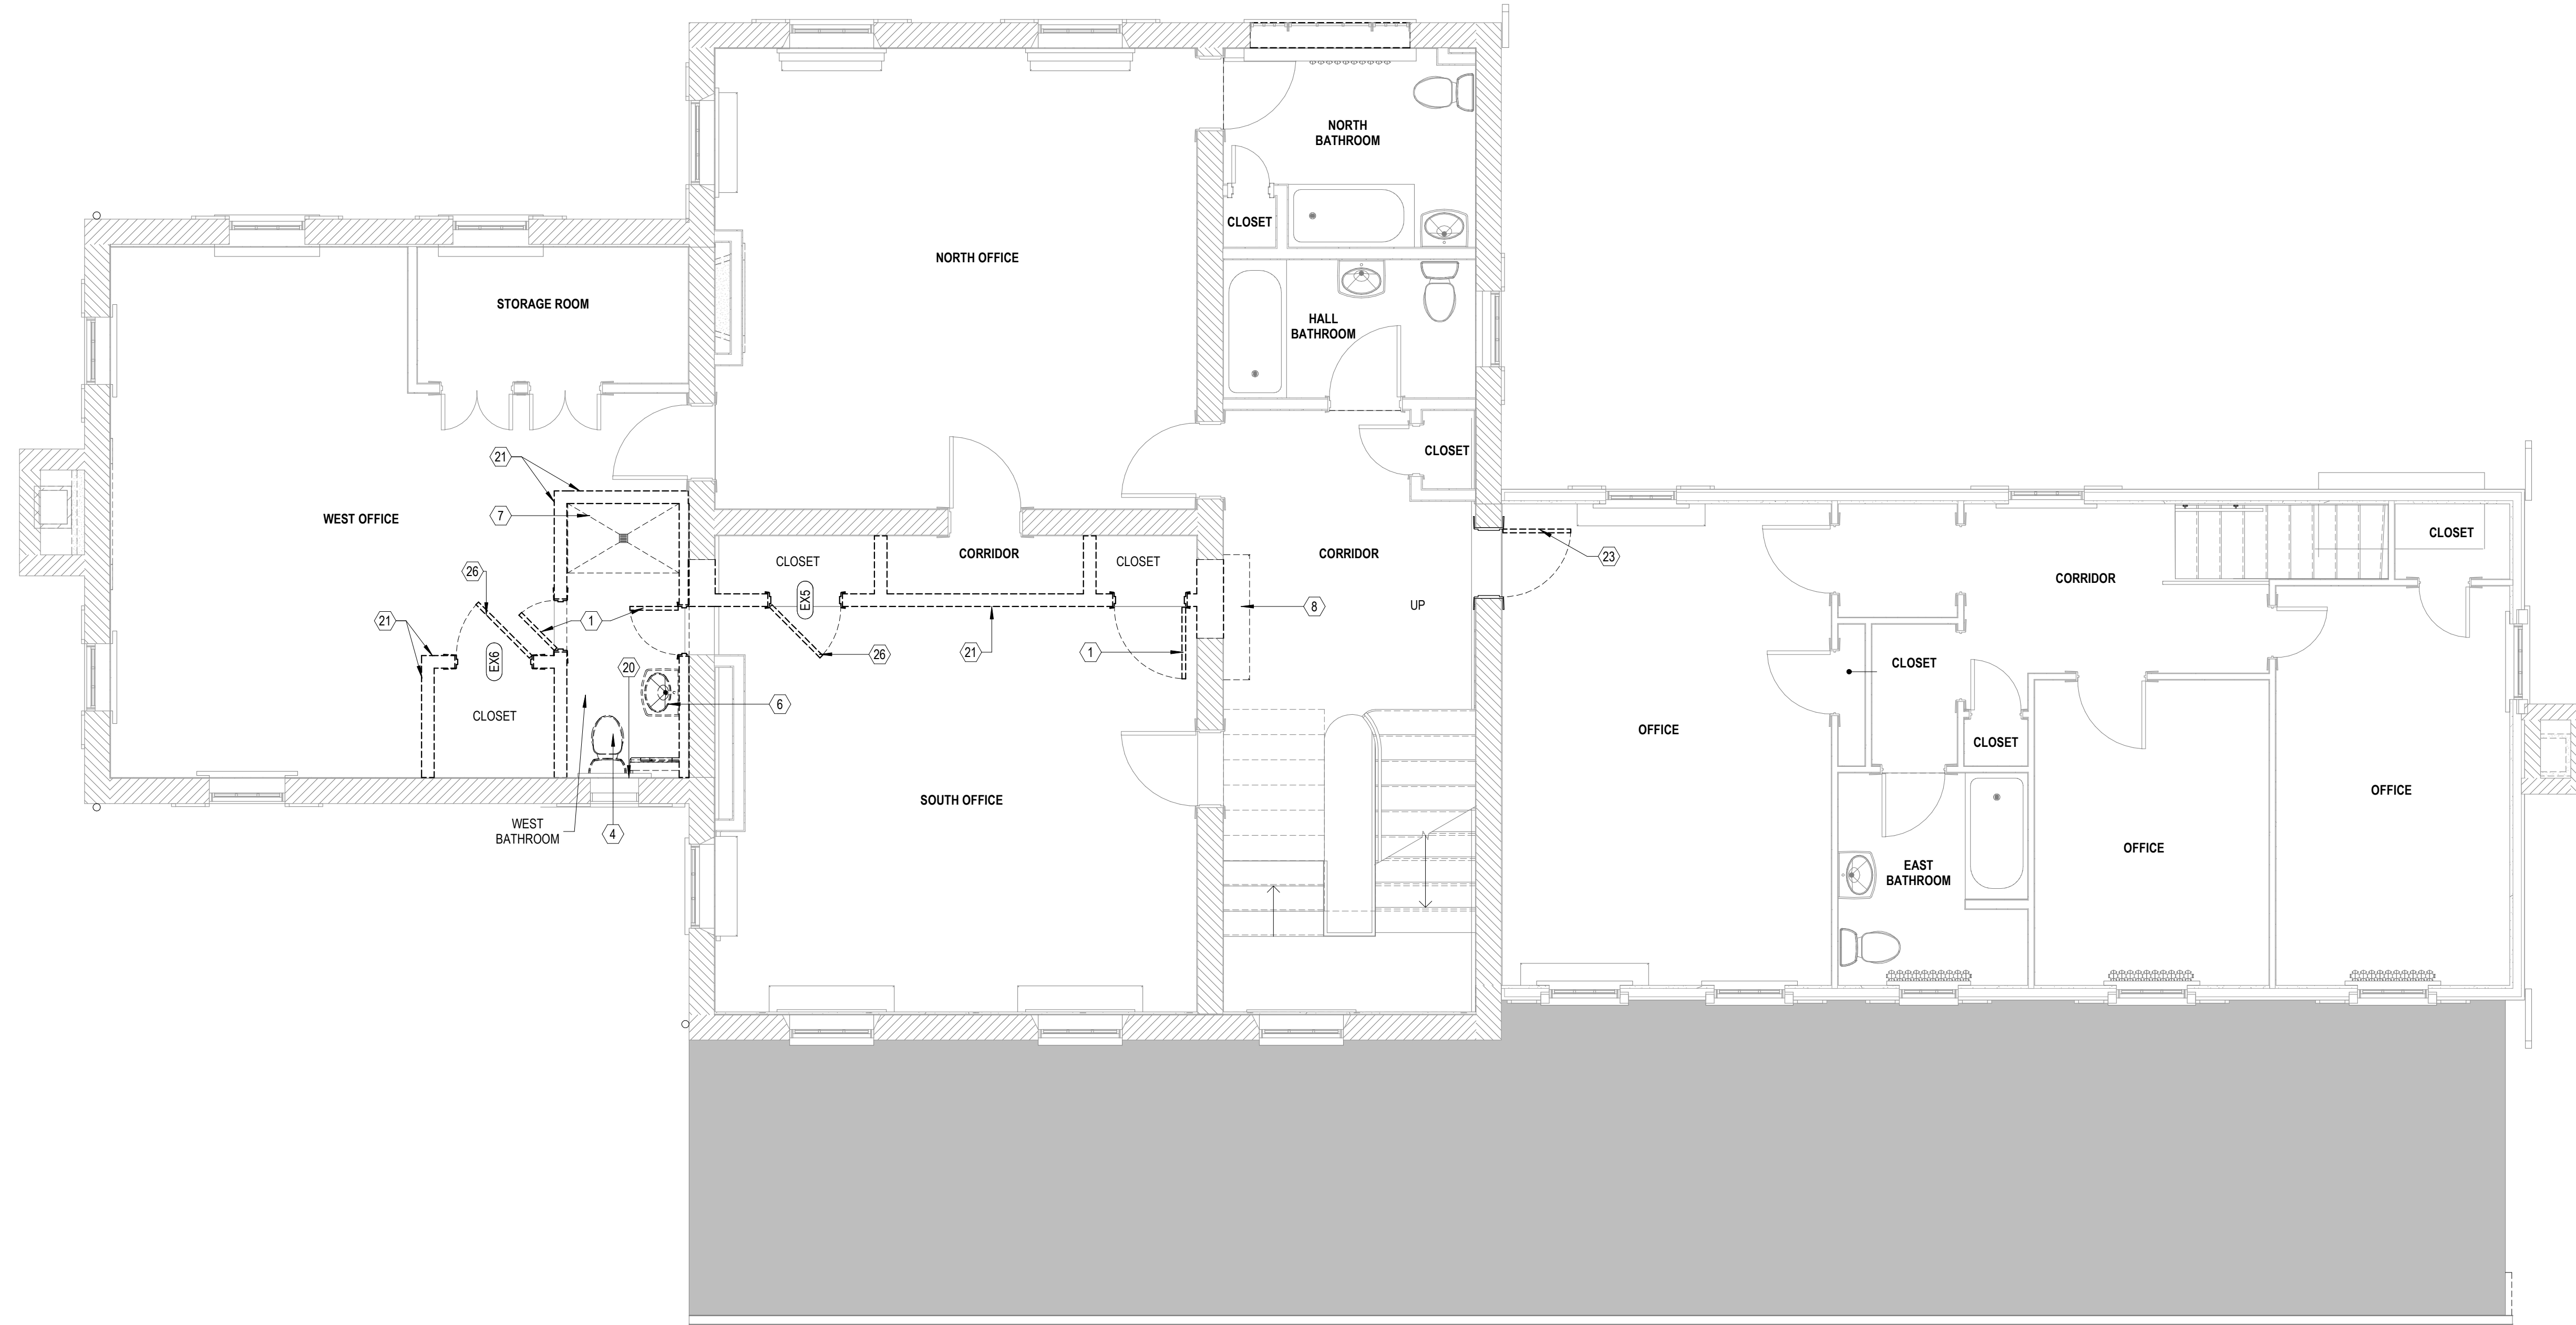 NORTH
BATHROOM
CLOSET
NORTH OFFICE
STORAGE ROOM
HALL
BATHROOM
CLOSET
21
WEST OFFICE
7
CLOSET
CORRIDOR
CLOSET
CORRIDOR
23
CLOSET
26
EX5
CORRIDOR
21
1
8
UP
EX6
20
26
21
1
CLOSET
CLOSET
6
OFFICE
CLOSET
SOUTH OFFICE
OFFICE
WEST
BATHROOM
4
OFFICE
EAST
BATHROOM
1